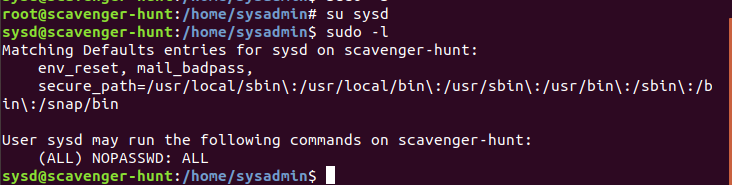 root@scavenger-hunt:/home/sysadmin# su sysd
sysd@scavenger-hunt:/home/sysadmin$ sudo -l
Matching Defaults entries for sysd on scavenger-hunt:
    env_reset, mail_badpass,
    secure_path=/usr/local/sbin\:/usr/local/bin\:/usr/sbin\:/usr/bin\:/sbin\:/b
in\:/snap/bin

User sysd may run the following commands on scavenger-hunt:
    (ALL) NOPASSWD: ALL
sysd@scavenger-hunt:/home/sysadmin$